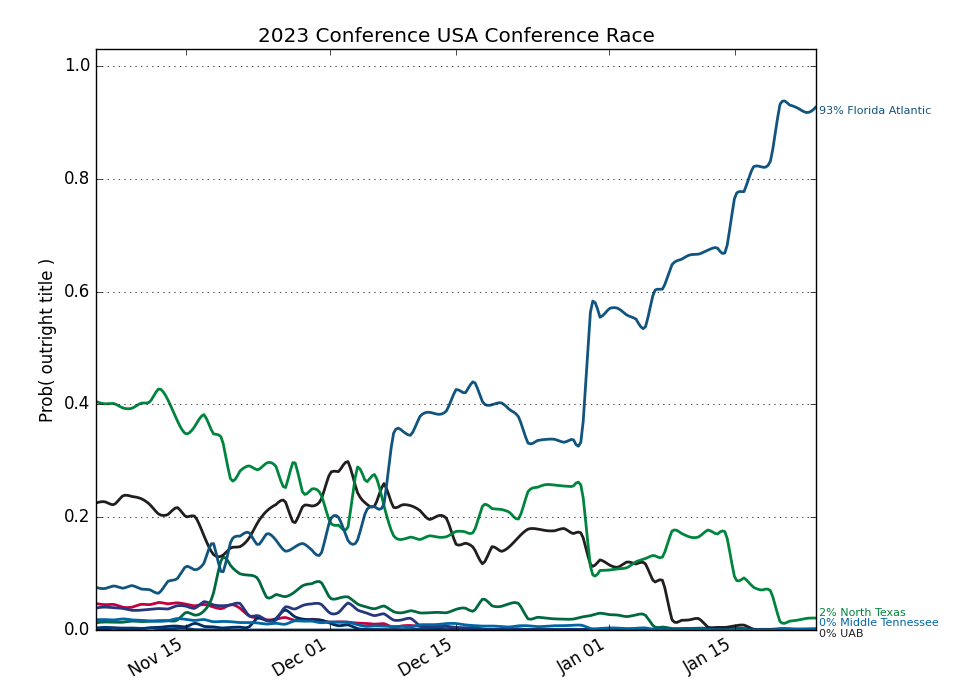 2023 Conference USA Conference Race
1.0
0.8
0.6
0.4
0.2
0.0
Prob( outright title )
93% Florida Atlantic
2% North Texas
0% Middle Tennessee
0% UAB
Nov 15
Dec 01
Dec 15
Jan 01
Jan 15